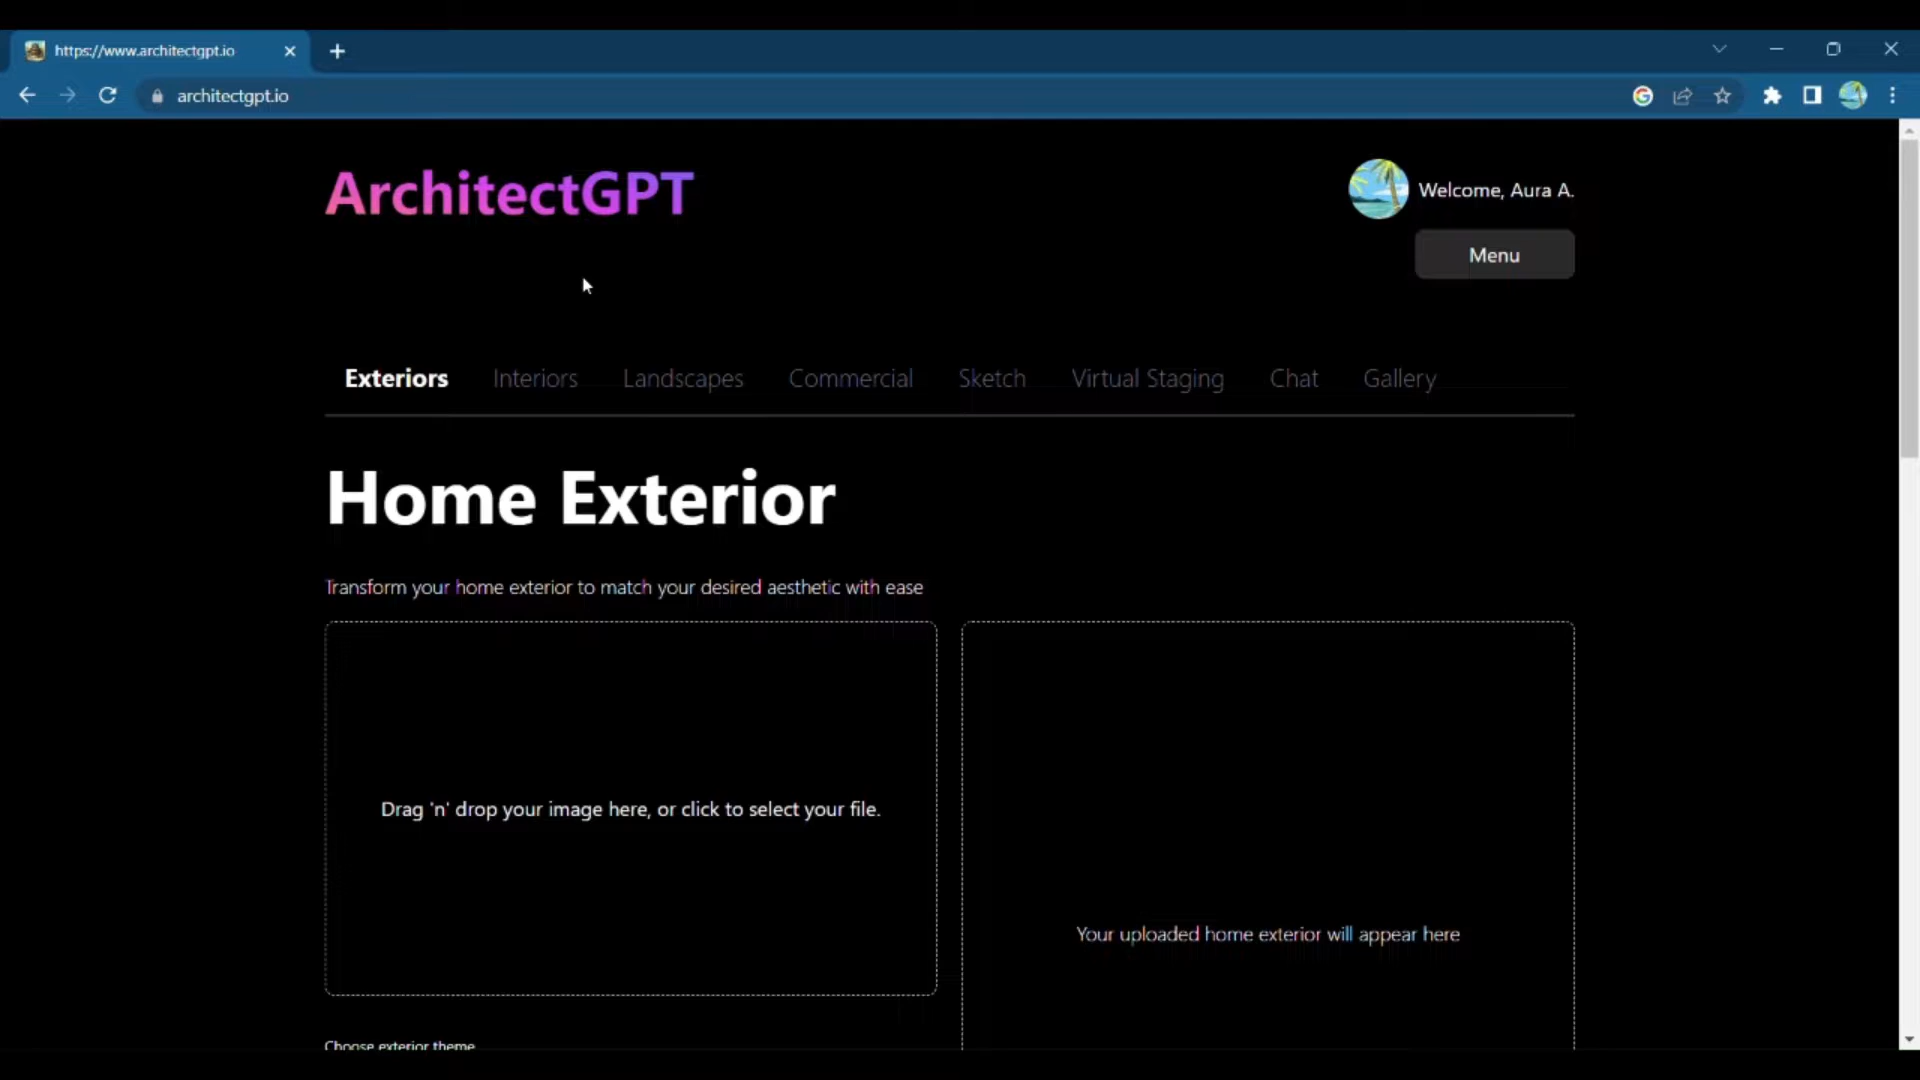 https://www.architectgpt.io
architectgpt.io
ArchitectGPT
Welcome, Aura A.
Menu
Exteriors Interiors Landscapes Commercial Sketch Virtual Staging Chat Gallery
Home Exterior
Transform your home exterior to match your desired aesthetic with ease
Drag 'n' drop your image here, or click to select your file.
Your uploaded home exterior will appear here
Choose exterior theme